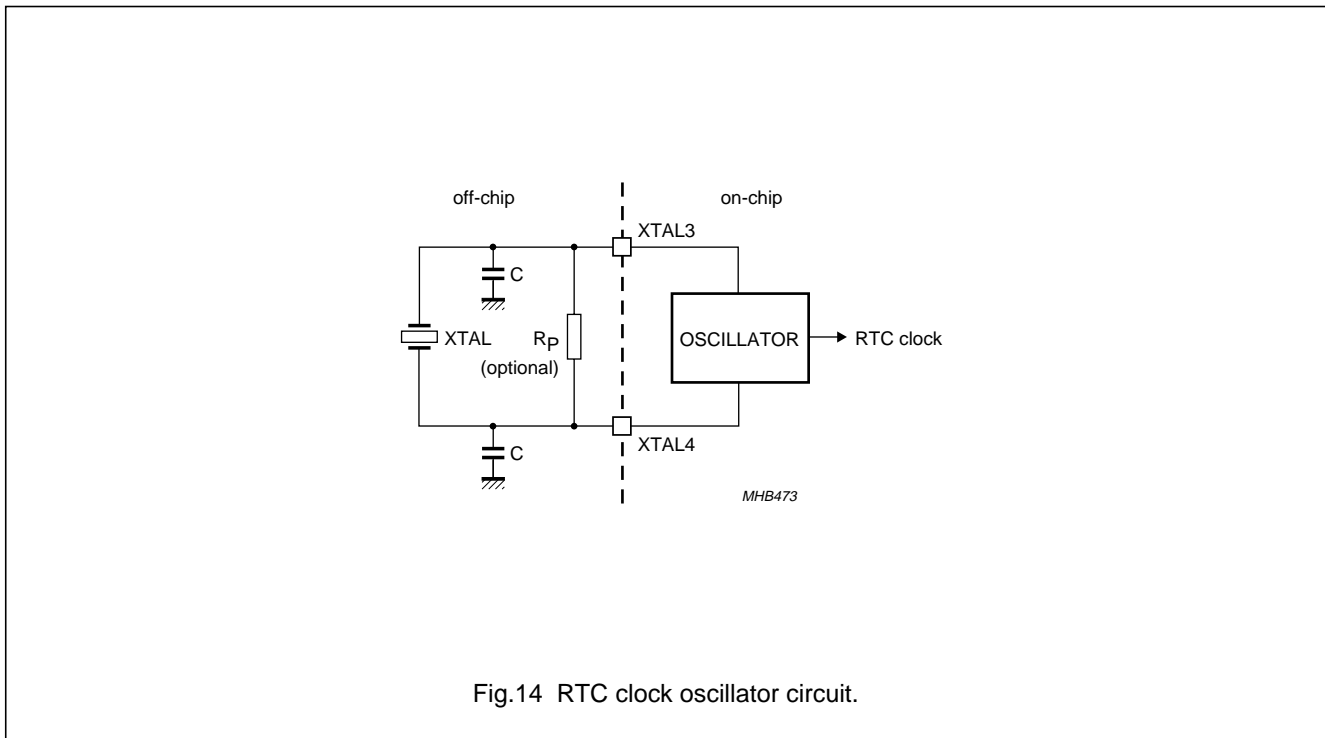 off-chip
on-chip
XTAL3
C
XTAL
RP
(optional)
OSCILLATOR
RTC clock
XTAL4
C
MHB473
Fig.14 RTC clock oscillator circuit.